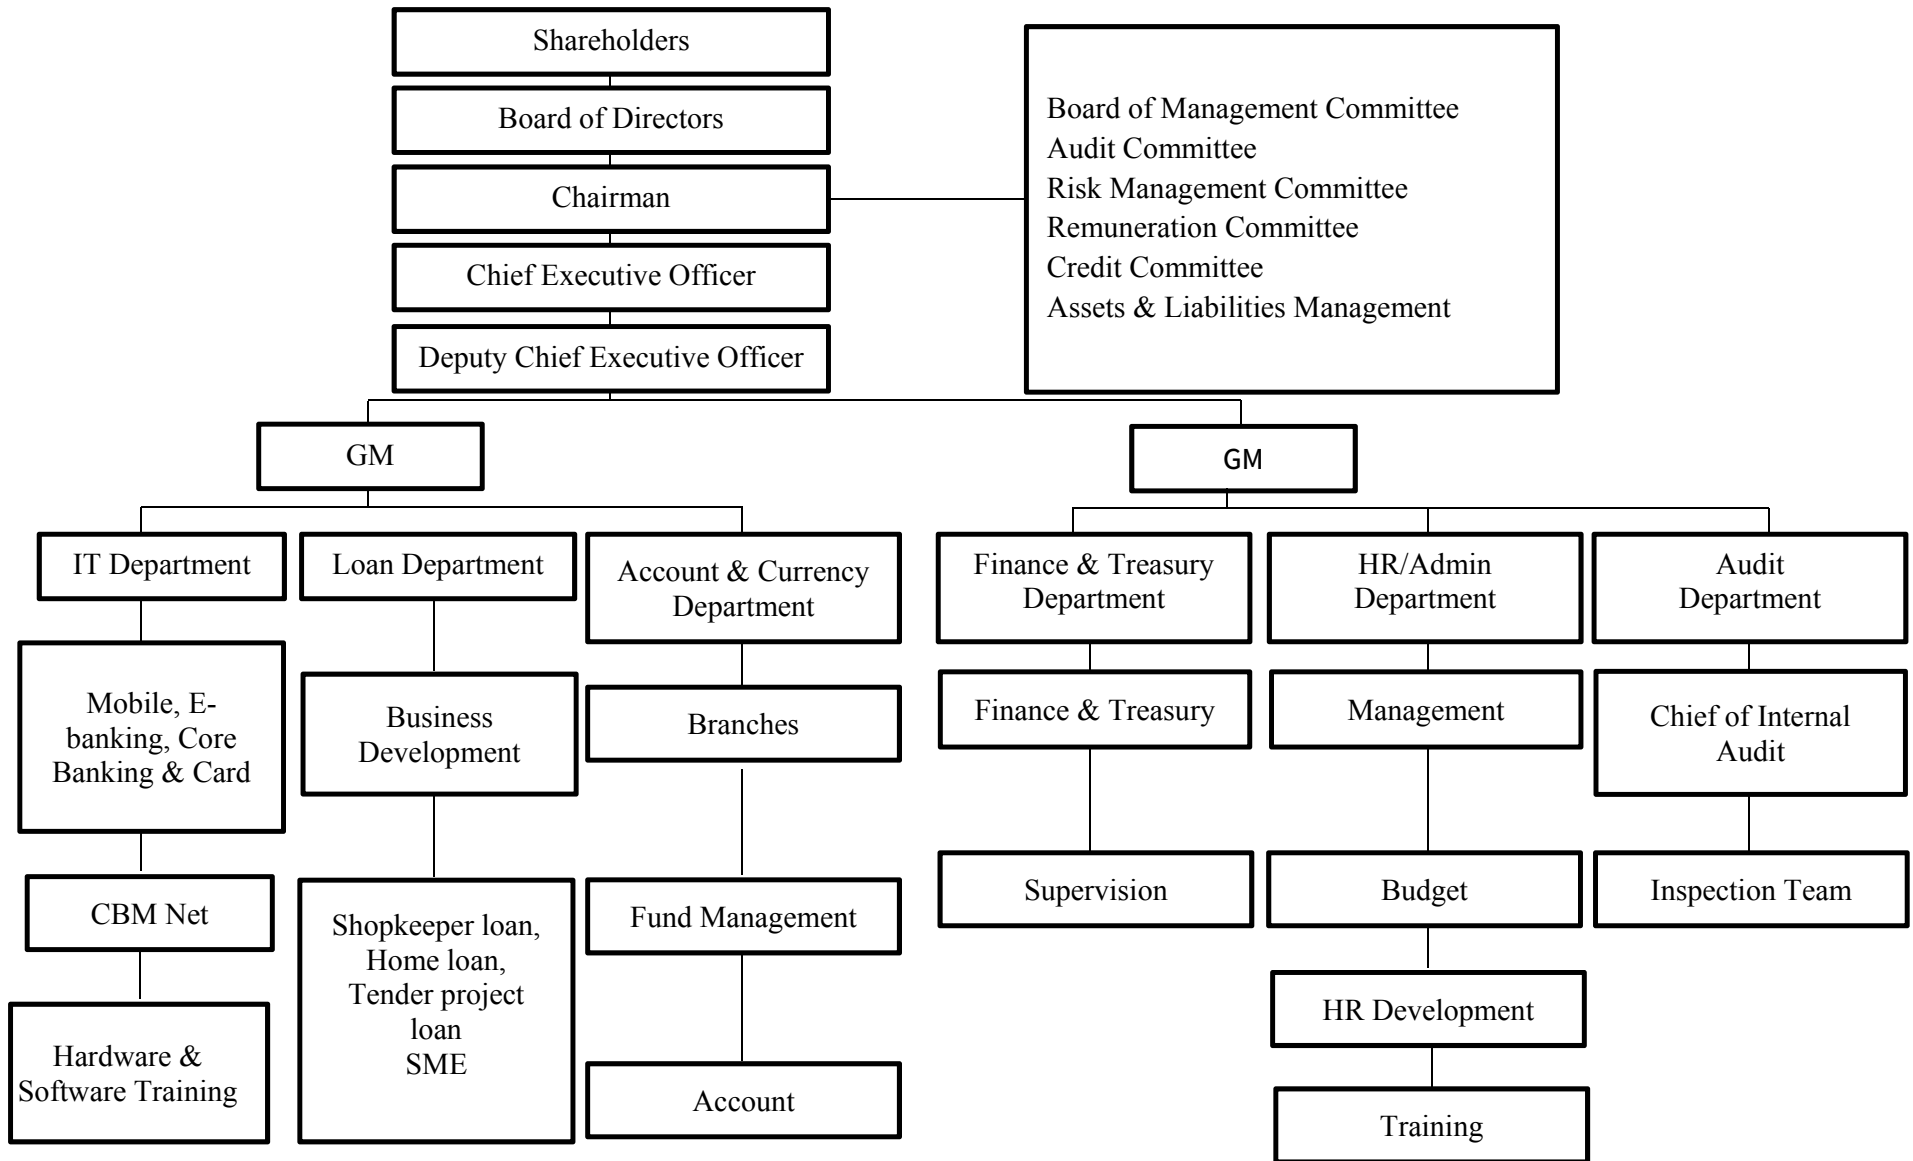 Shareholders
Board of Directors
Chairman
Chief Executive Officer
Deputy Chief Executive Officer
Board of Management Committee
Audit Committee
Risk Management Committee
Remuneration Committee
Credit Committee
Assets & Liabilities Management
GM
GM
IT Department
Loan Department
Account & Currency
Department
Finance & Treasury
Department
HR/Admin
Department
Audit
Department
Mobile, E-
banking, Core
Banking & Card
Business
Development
Branches
Finance & Treasury
Management
Chief of Internal
Audit
CBM Net
Shopkeeper loan,
Home loan,
Tender project
loan
SME
Fund Management
Supervision
Budget
Inspection Team
Hardware &
Software Training
Account
HR Development
Training